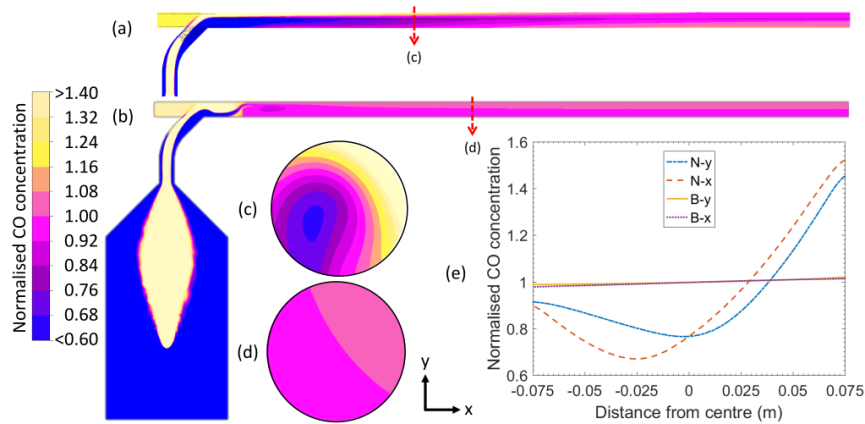 (a)
(c)
Normalised CO concentration
>1.40
1.32
1.24
1.16
1.08
1.00
0.92
0.84
0.76
0.68
<0.60
(b)
(d)
(c)
(d)
y
x
(e)
Normalised CO concentration
1.6
1.4
1.2
1
0.8
0.6
N-y
N-x
B-y
B-x
-0.075
-0.05
-0.025
0
0.025
0.05
0.075
Distance from centre (m)